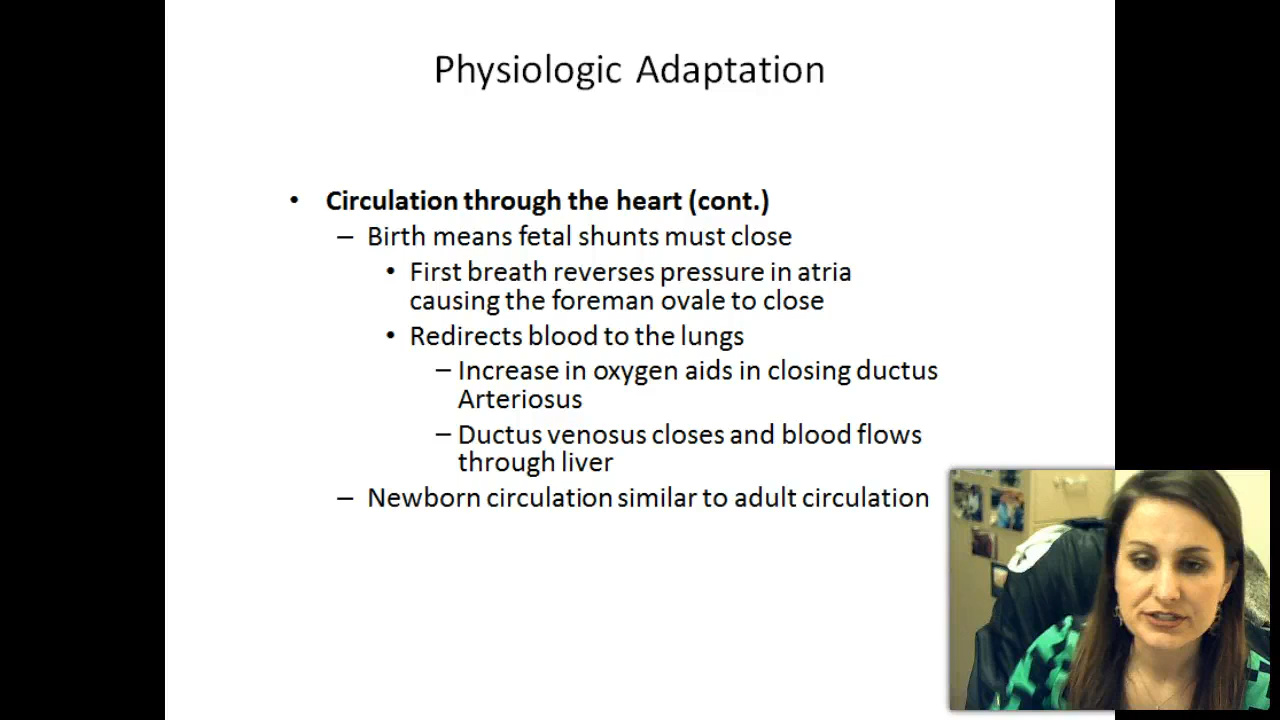 Physiologic Adaptation
• Circulation through the heart (cont.)
– Birth means fetal shunts must close
• First breath reverses pressure in atria
causing the foreman ovale to close
• Redirects blood to the lungs
– Increase in oxygen aids in closing ductus
Arteriosus
– Ductus venosus closes and blood flows
through liver
– Newborn circulation similar to adult circulation